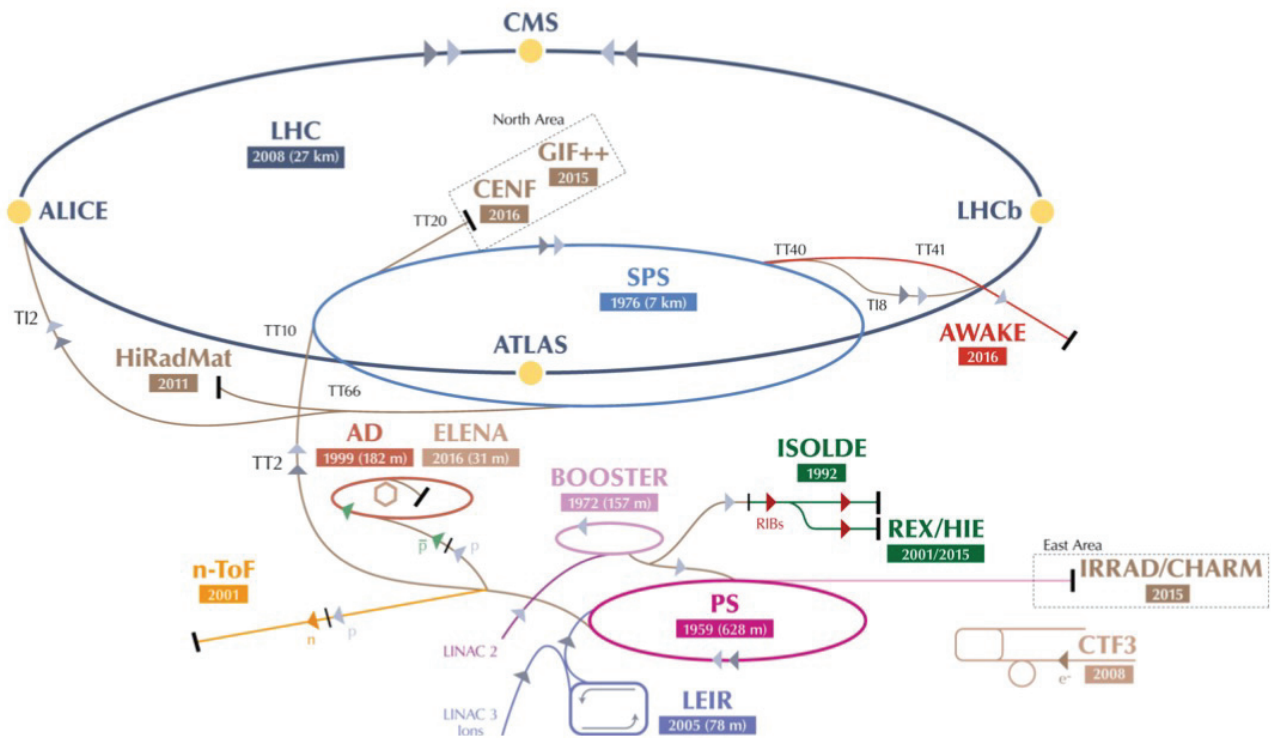 CMS
LHC
2008 (27 km)
North Area
GIF++
2015
CENF
2016
TT20
ALICE
LHCb
TT40
TT41
SPS
1976 (7 km)
TI8
TI2
TT10
AWAKE
2016
ATLAS
HiRadMat
2011
TT66
AD
1999 (182 m)
ELENA
2016 (31 m)
TT2
ISOLDE
1992
BOOSTER
1972 (157 m)
RIBs
REX/HIE
2001/2015
p̅
p
East Area
IRRAD/CHARM
2015
n-ToF
2001
n
p
PS
1959 (628 m)
LINAC 2
CTF3
2008
e-
LEIR
2005 (78 m)
LINAC 3
Ions